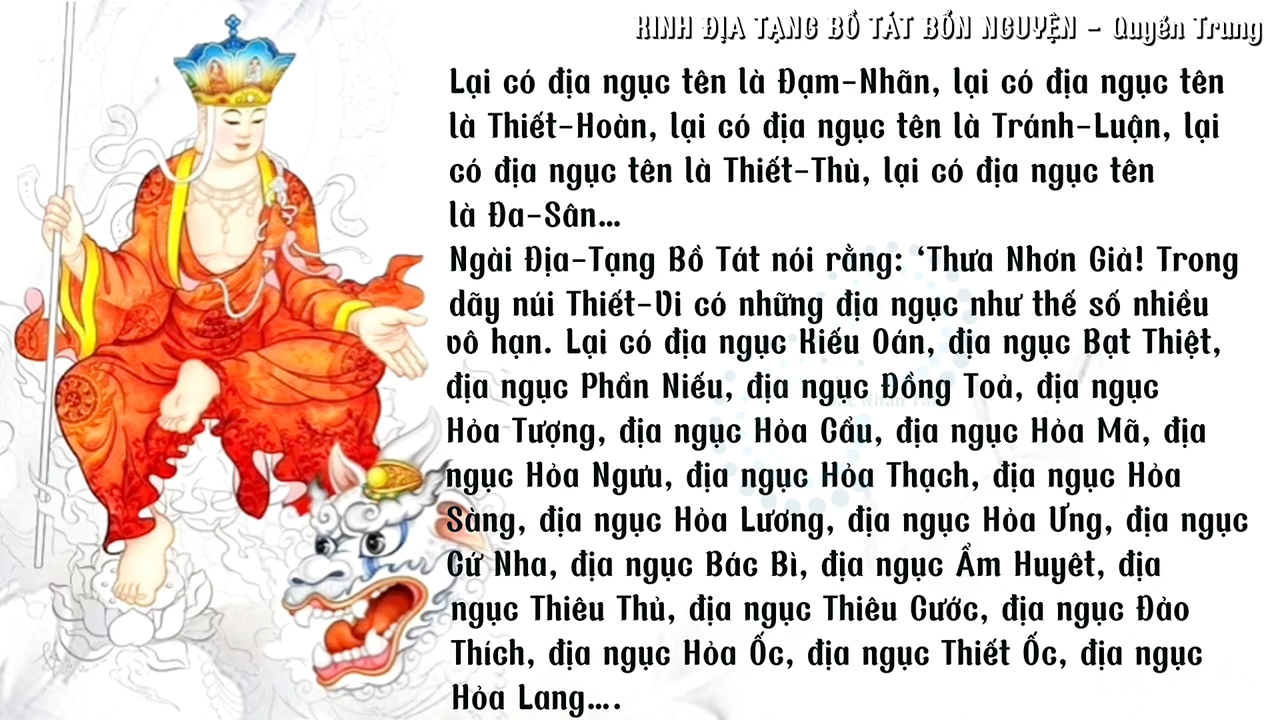 KINH ĐỊA TẠNG BỒ TÁT BỔN NGUYỆN - Quyển Trung
Lại có địa ngục tên là Đạm-Nhãn, lại có địa ngục tên
là Thiết-Hoàn, lại có địa ngục tên là Tránh-Luận, lại
có địa ngục tên là Thiết-Thù, lại có địa ngục tên
là Đa-Sân...
Ngài Địa-Tạng Bồ Tát nói rằng: ‘Thưa Nhơn Giả! Trong
dãy núi Thiết-Vi có những địa ngục như thế số nhiều
vô hạn. Lại có địa ngục Kiếu Oán, địa ngục Bạt Thiệt,
địa ngục Phẩn Niếu, địa ngục Đồng Toả, địa ngục
Hỏa Tượng, địa ngục Hỏa Cẩu, địa ngục Hỏa Mã, địa
ngục Hỏa Ngưu, địa ngục Hỏa Thạch, địa ngục Hỏa
Sàng, địa ngục Hỏa Lương, địa ngục Hỏa Ưng, địa ngục
Cứ Nha, địa ngục Bác Bì, địa ngục Ẩm Huyêt, địa
ngục Thiêu Thủ, địa ngục Thiêu Cước, địa ngục Đảo
Thích, địa ngục Hỏa Ốc, địa ngục Thiết Ốc, địa ngục
Hỏa Lang....